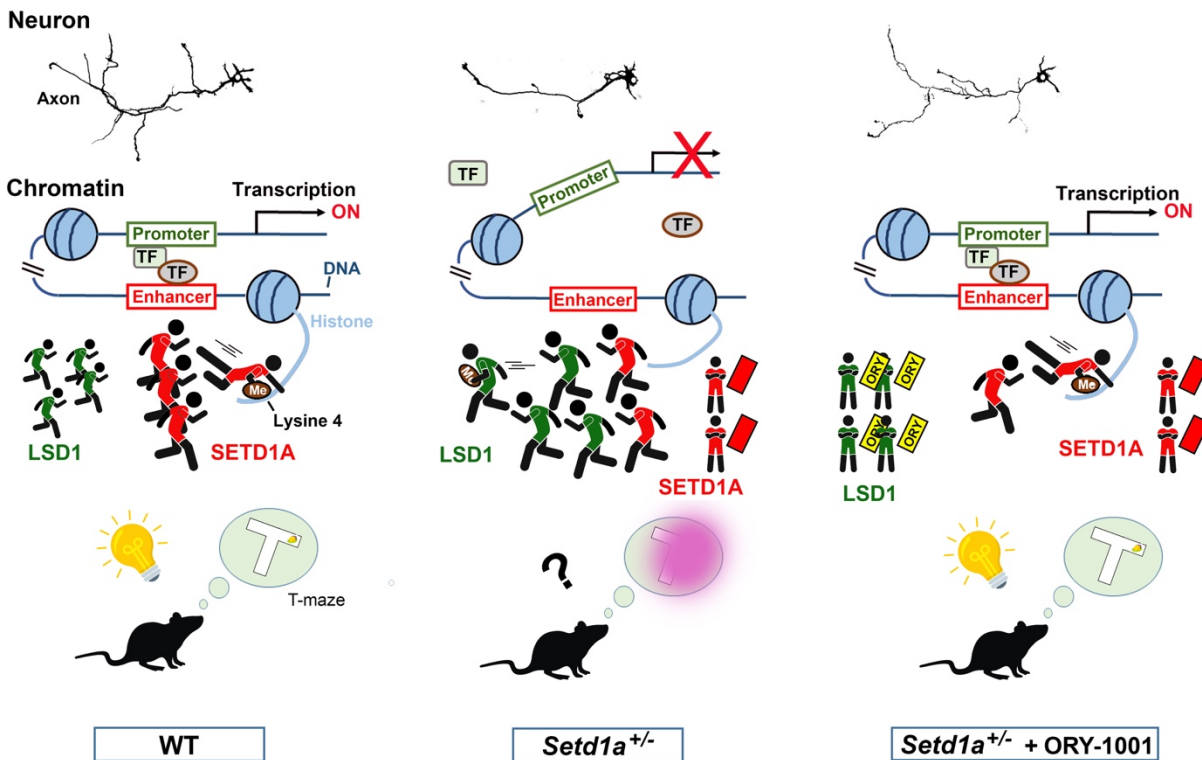 Neuron
Axon
Chromatin
Transcription
ON
Promoter
TF
TF
Enhancer
DNA
Histone
Me
Lysine 4
LSD1
SETD1A
T-maze
WT
TF
Promoter
X
TF
Enhancer
Me
LSD1
SETD1A
?
Setd1a+/-
Transcription
ON
Promoter
TF
TF
Enhancer
ORY
ORY
ORY
ORY
Me
LSD1
SETD1A
Setd1a+/- + ORY-1001